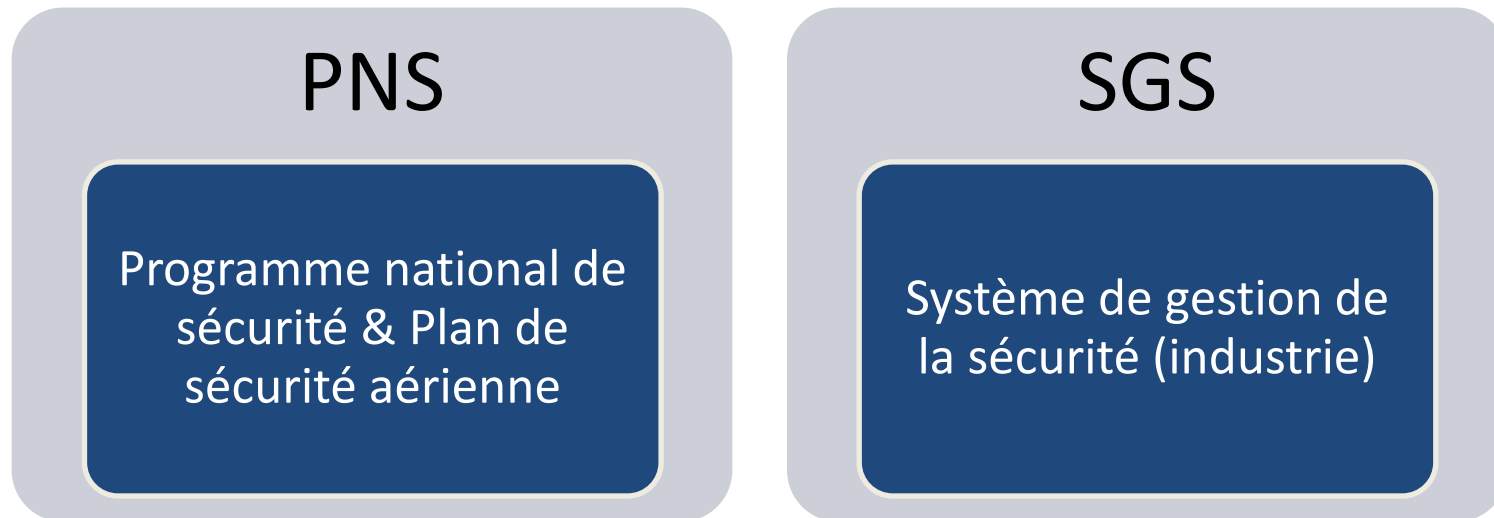 PNS
Programme national de
sécurité & Plan de
sécurité aérienne
SGS
Système de gestion de
la sécurité (industrie)